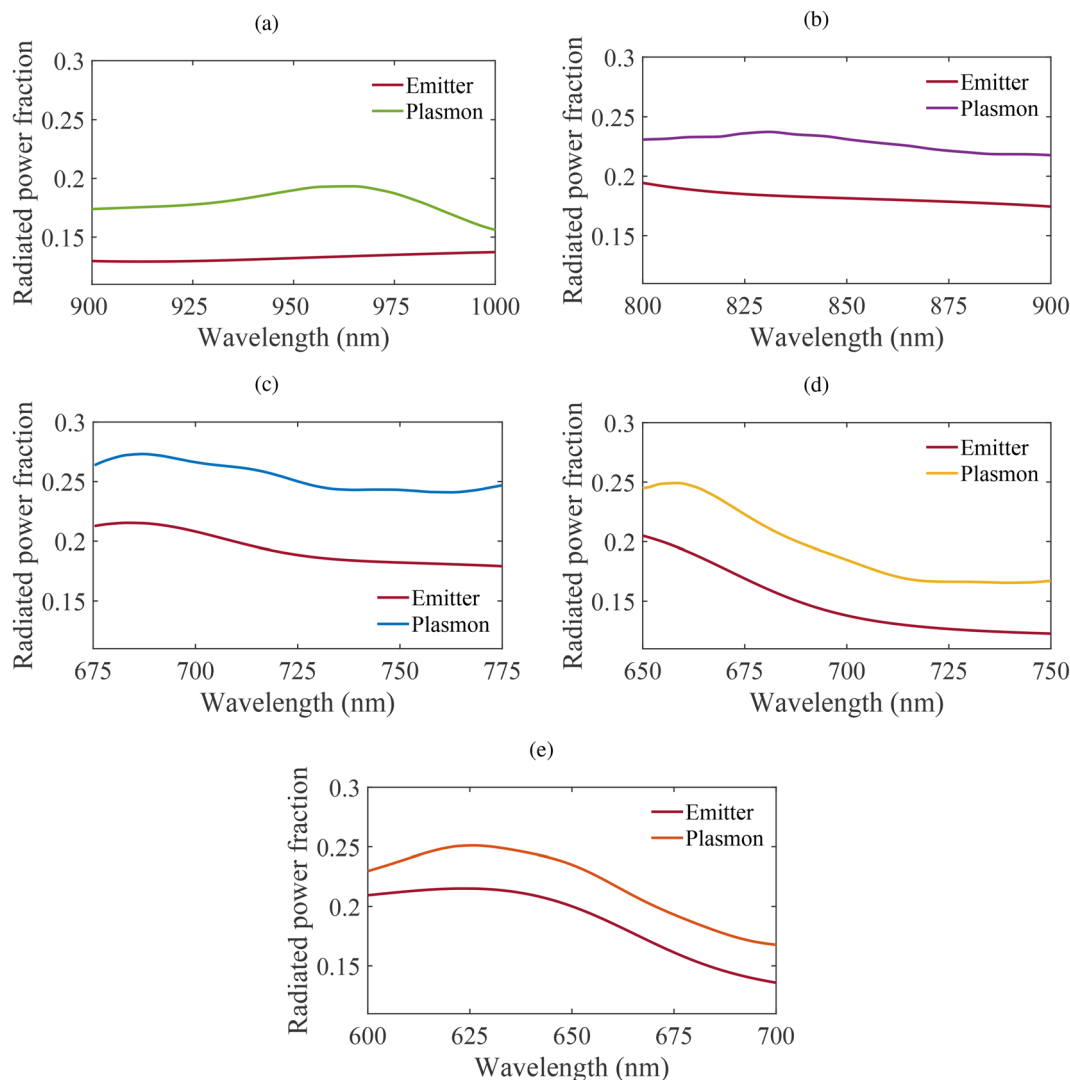 (a)
Radiated power fraction
0.3
0.25
0.2
0.15
Emitter
Plasmon
900 925 950 975 1000
Wavelength (nm)
(b)
Radiated power fraction
0.3
0.25
0.2
0.15
Emitter
Plasmon
800 825 850 875 900
Wavelength (nm)
(c)
Radiated power fraction
0.3
0.25
0.2
0.15
Emitter
Plasmon
675 700 725 750 775
Wavelength (nm)
(d)
Radiated power fraction
0.3
0.25
0.2
0.15
Emitter
Plasmon
650 675 700 725 750
Wavelength (nm)
(e)
Radiated power fraction
0.3
0.25
0.2
0.15
Emitter
Plasmon
600 625 650 675 700
Wavelength (nm)